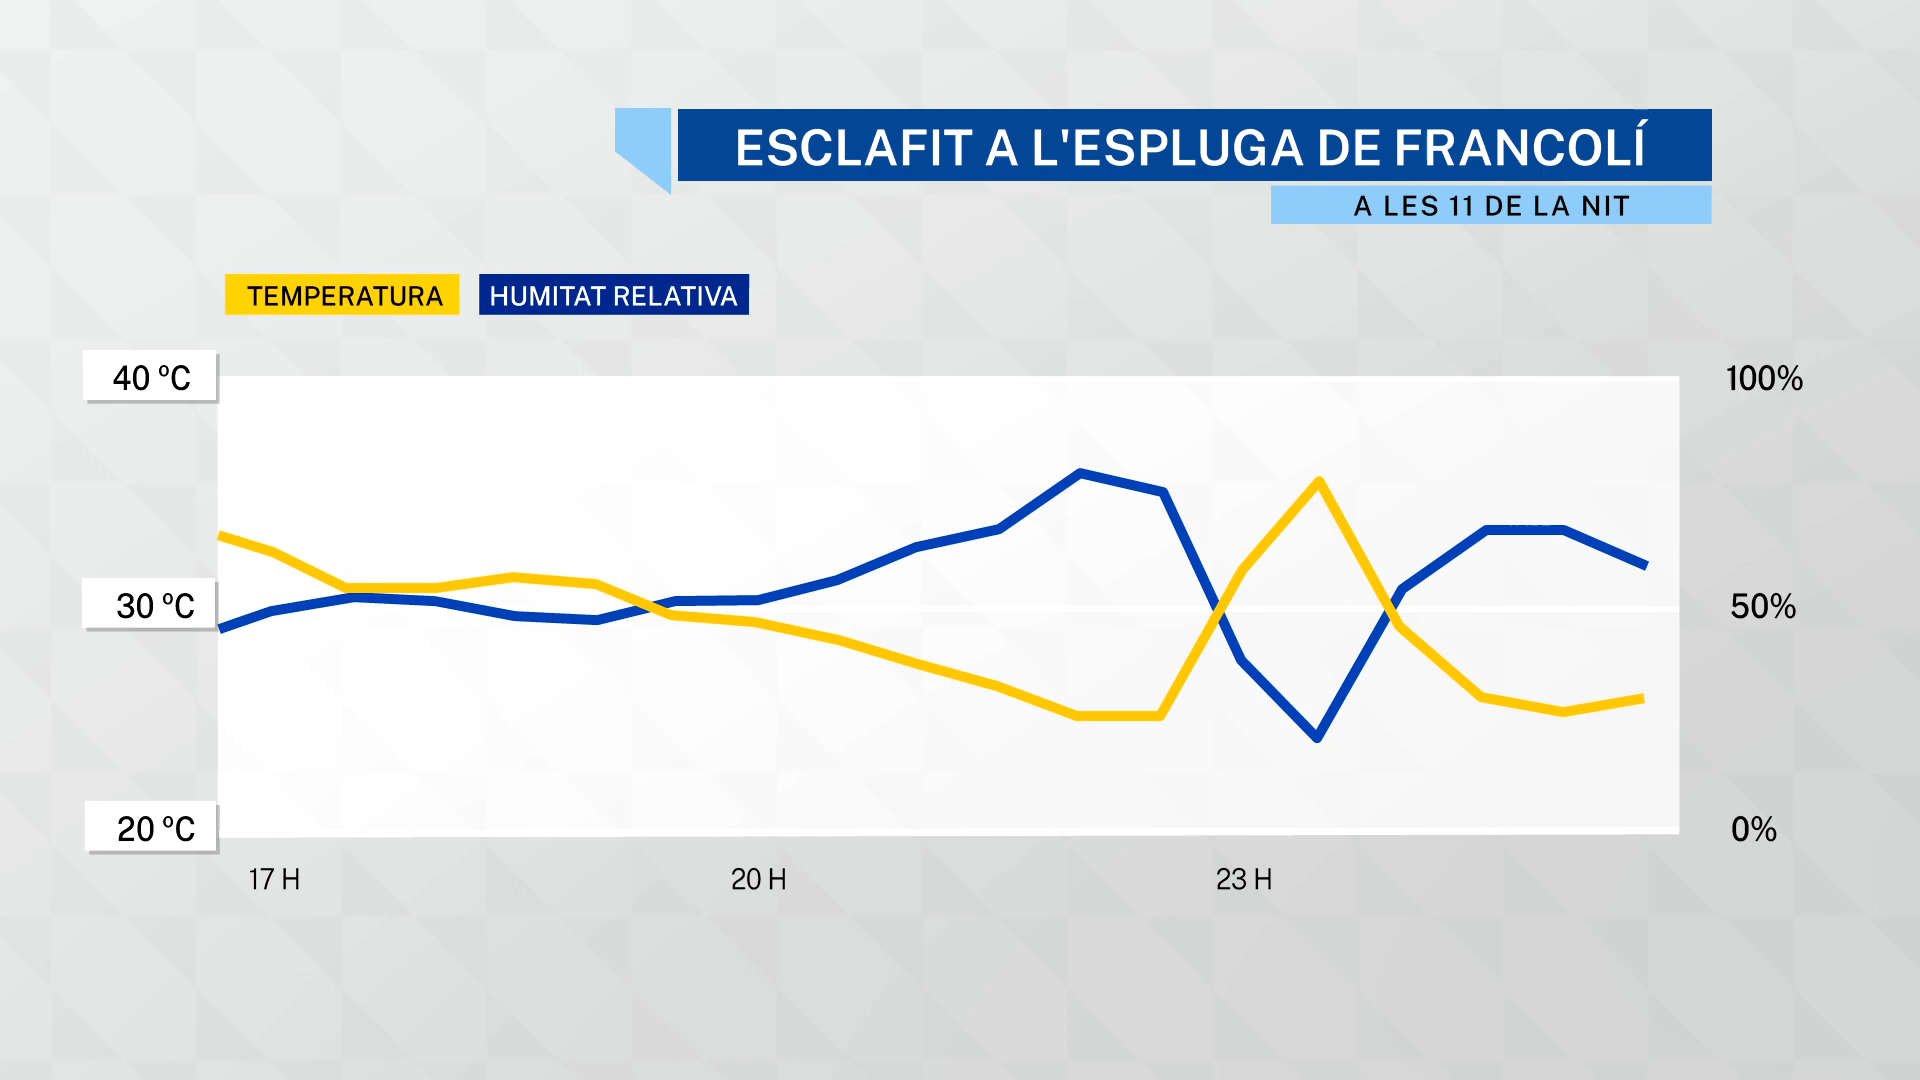 ESCLAFIT A L'ESPLUGA DE FRANCOLÍ
A LES 11 DE LA NIT
TEMPERATURA
HUMITAT RELATIVA
40 ºC
100%
30 ºC
50%
20 ºC
0%
17 H
20 H
23 H